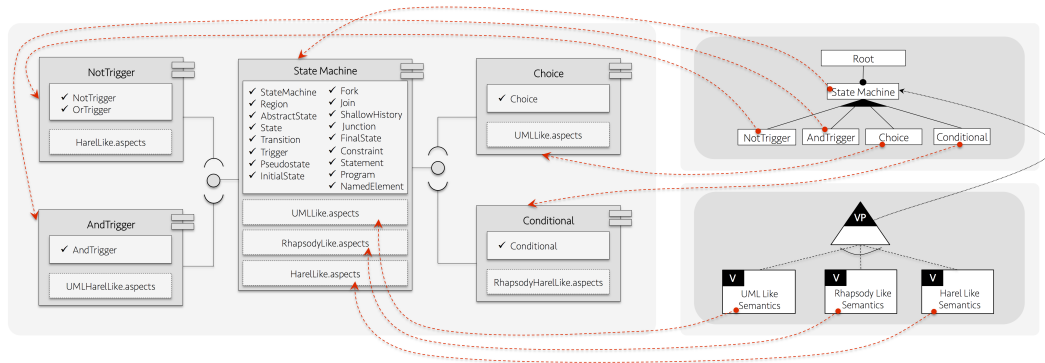 NotTrigger
✓ NotTrigger
✓ OrTrigger
HarelLike.aspects
AndTrigger
✓ AndTrigger
UMLHarelLike.aspects
State Machine
✓ StateMachine
✓ Region
✓ AbstractState
✓ State
✓ Transition
✓ Trigger
✓ Pseudostate
✓ InitialState
✓ Fork
✓ Join
✓ ShallowHistory
✓ Junction
✓ FinalState
✓ Constraint
✓ Statement
✓ Program
✓ NamedElement
UMLLike.aspects
RhapsodyLike.aspects
HarelLike.aspects
Choice
✓ Choice
UMLLike.aspects
Conditional
✓ Conditional
RhapsodyHarelLike.aspects
Root
State Machine
NotTrigger
AndTrigger
Choice
Conditional
VP
V
UML Like
Semantics
V
Rhapsody Like
Semantics
V
Harel Like
Semantics